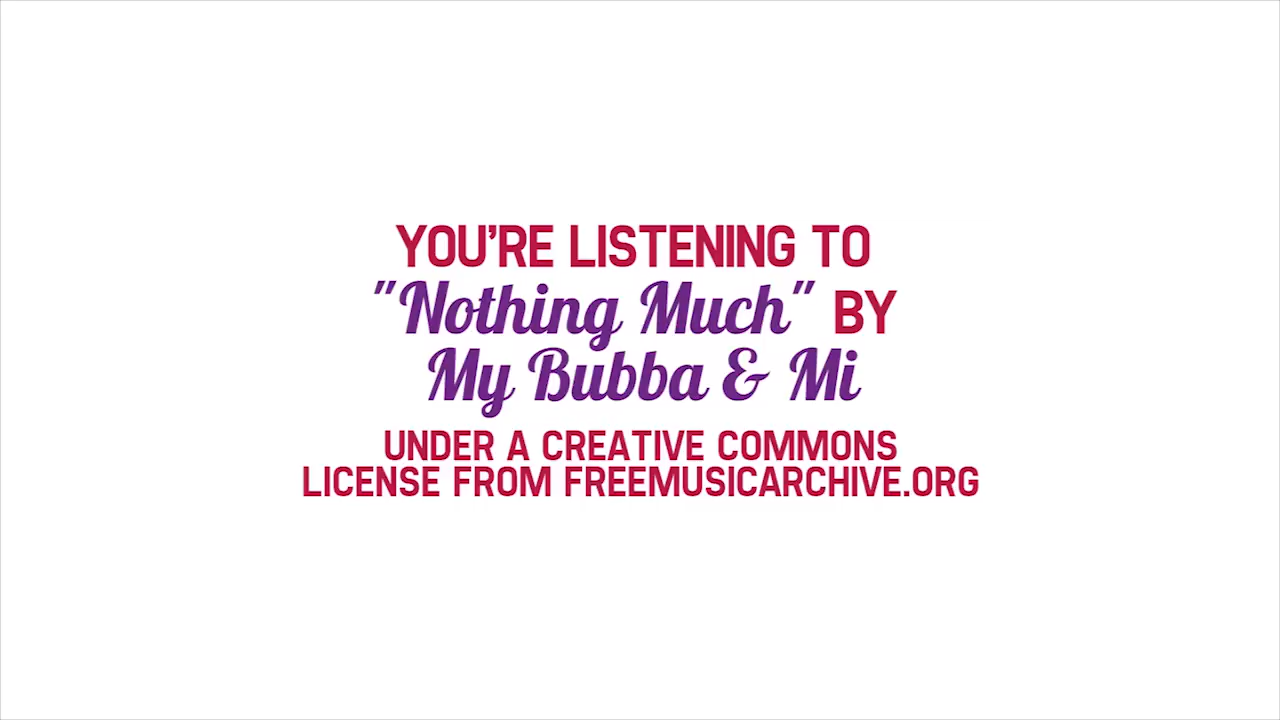 YOU'RE LISTENING TO
"Nothing Much" BY
My Bubba & Mi
UNDER A CREATIVE COMMONS
LICENSE FROM FREEMUSICARCHIVE.ORG